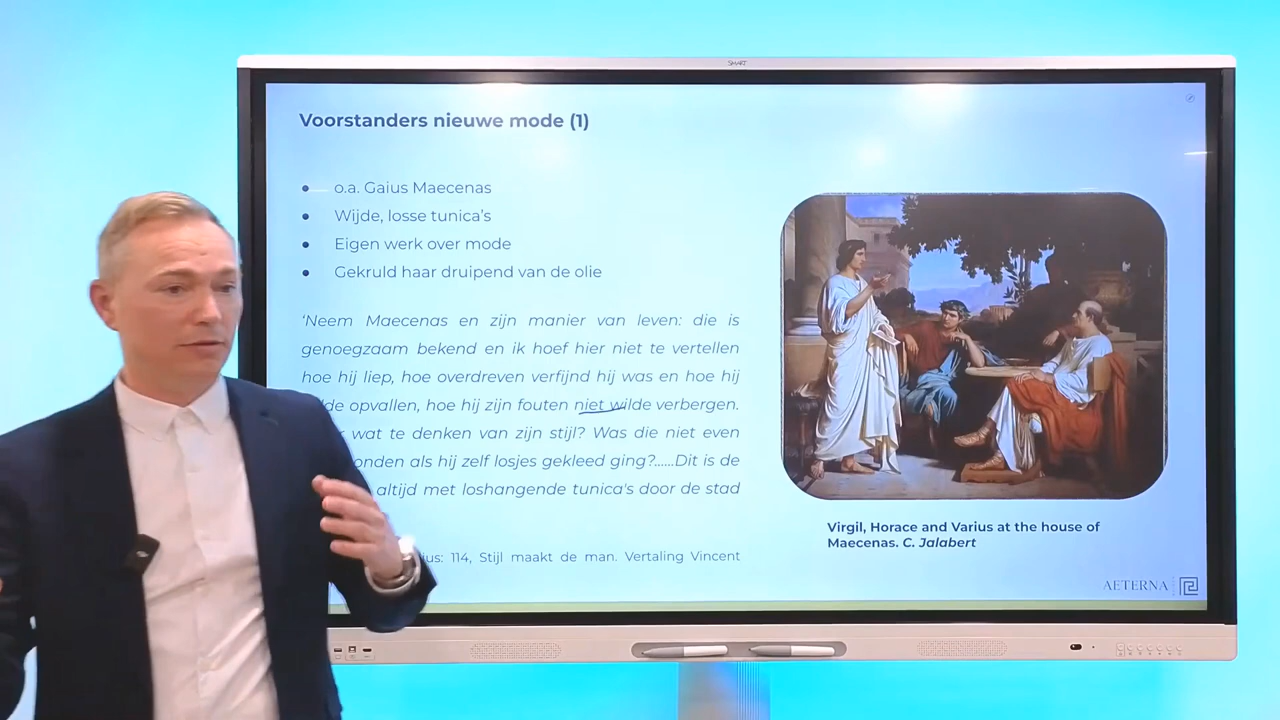 SMART
Voorstanders nieuwe mode (1)
o.a. Gaius Maecenas
Wijde, losse tunica's
Eigen werk over mode
Gekruld haar druipend van de olie
'Neem Maecenas en zijn manier van leven: die is
genoegzaam bekend en ik hoef hier niet te vertellen
hoe hij liep, hoe overdreven verfijnd hij was en hoe hij
opvallen, hoe hij zijn fouten niet wilde verbergen.
wat te denken van zijn stijl? Was die niet even
als hij zelf losjes gekleed ging?......Dit is de
altijd met loshangende tunica's door de stad
114, Stijl maakt de man. Vertaling Vincent
Virgil, Horace and Varius at the house of
Maecenas. C. Jalabert
AETERNA